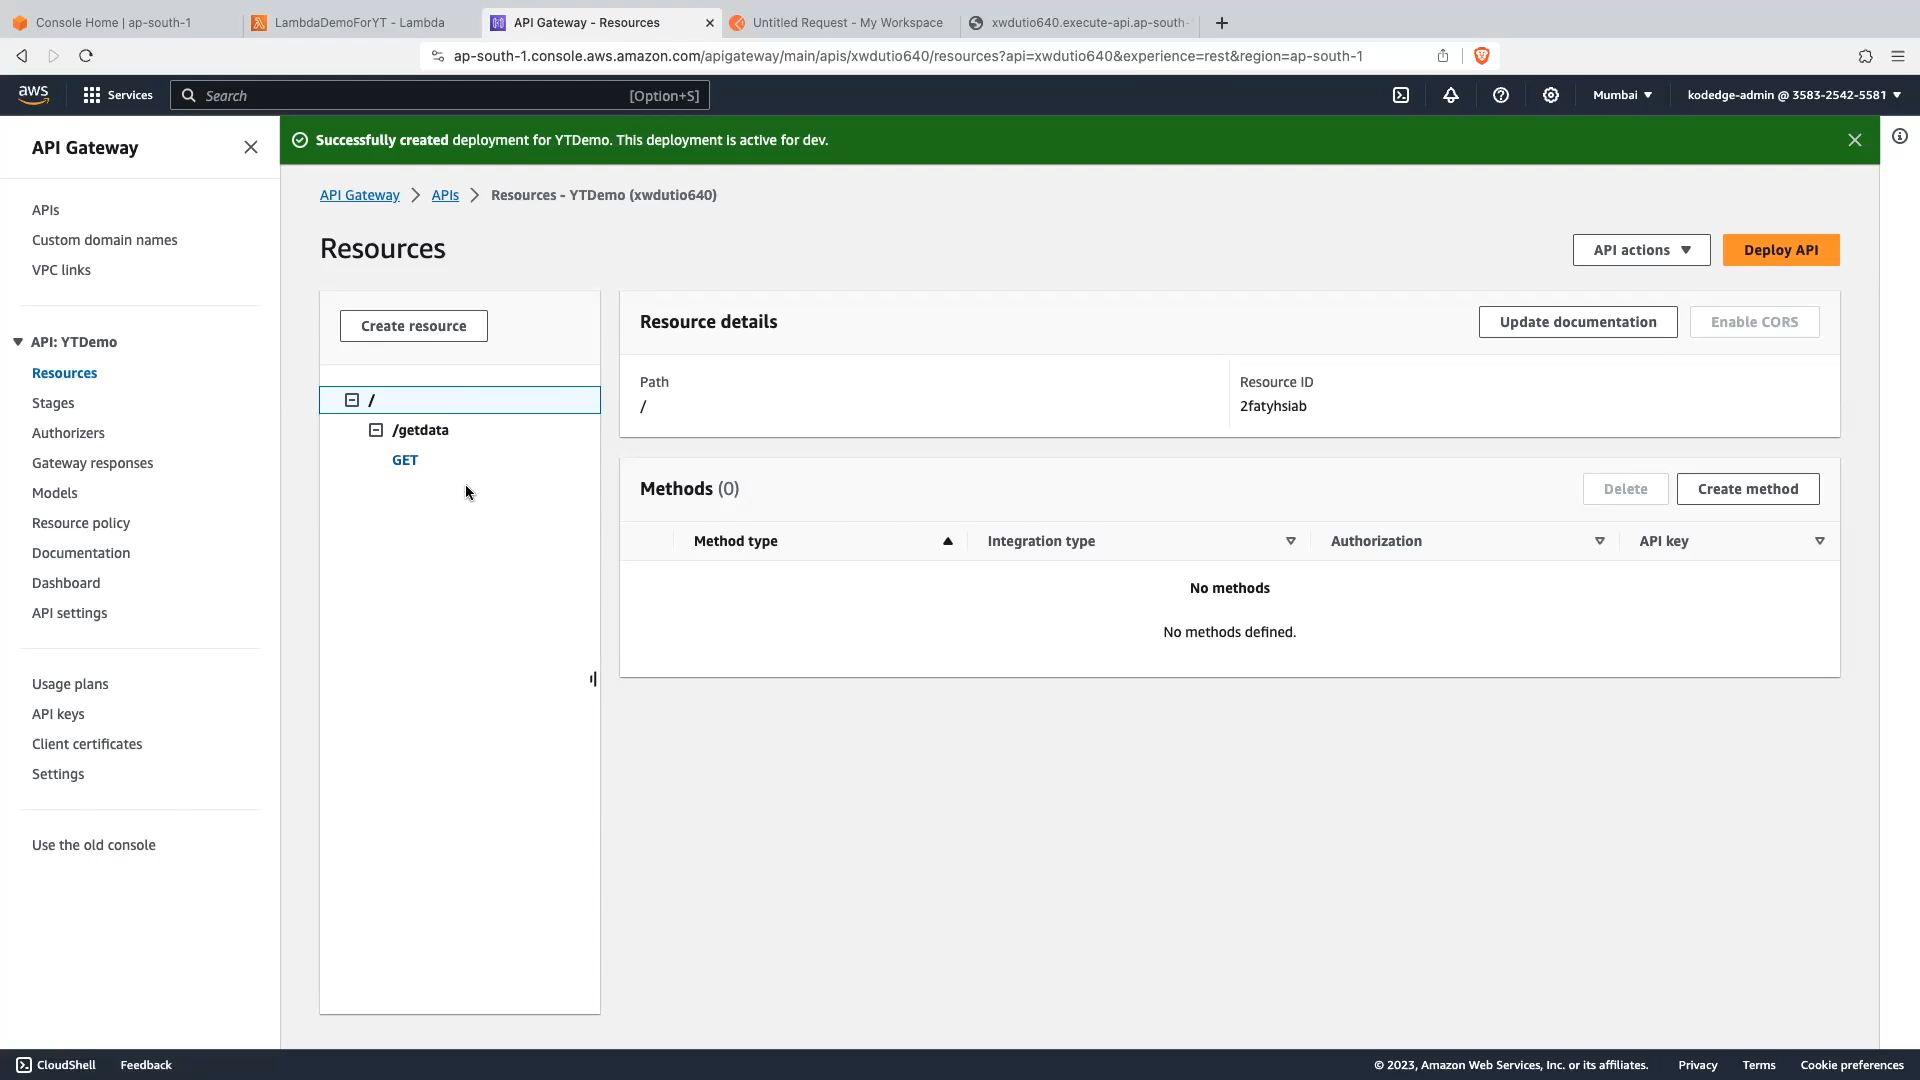 Console Home | ap-south-1
LambdaDemoForYT - Lambda
API Gateway - Resources
Untitled Request - My Workspace
xwdutio640.execute-api.ap-south-
ap-south-1.console.aws.amazon.com/apigateway/main/apis/xwdutio640/resources?api=xwdutio640&experience=rest&region=ap-south-1
aws
Services
Search
[Option+S]
Mumbai
kodedge-admin @ 3583-2542-5581
API Gateway
Successfully created deployment for YTDemo. This deployment is active for dev.
API Gateway
APIs
Resources - YTDemo (xwdutio640)
APIs
Custom domain names
VPC links
API: YTDemo
Resources
Stages
Authorizers
Gateway responses
Models
Resource policy
Documentation
Dashboard
API settings
Usage plans
API keys
Client certificates
Settings
Use the old console
Resources
API actions
Deploy API
Create resource
/
/getdata
GET
Resource details
Update documentation
Enable CORS
Path
/
Resource ID
2fatyhsiab
Methods (0)
Delete
Create method
Method type
Integration type
Authorization
API key
No methods
No methods defined.
CloudShell
Feedback
© 2023, Amazon Web Services, Inc. or its affiliates.
Privacy
Terms
Cookie preferences